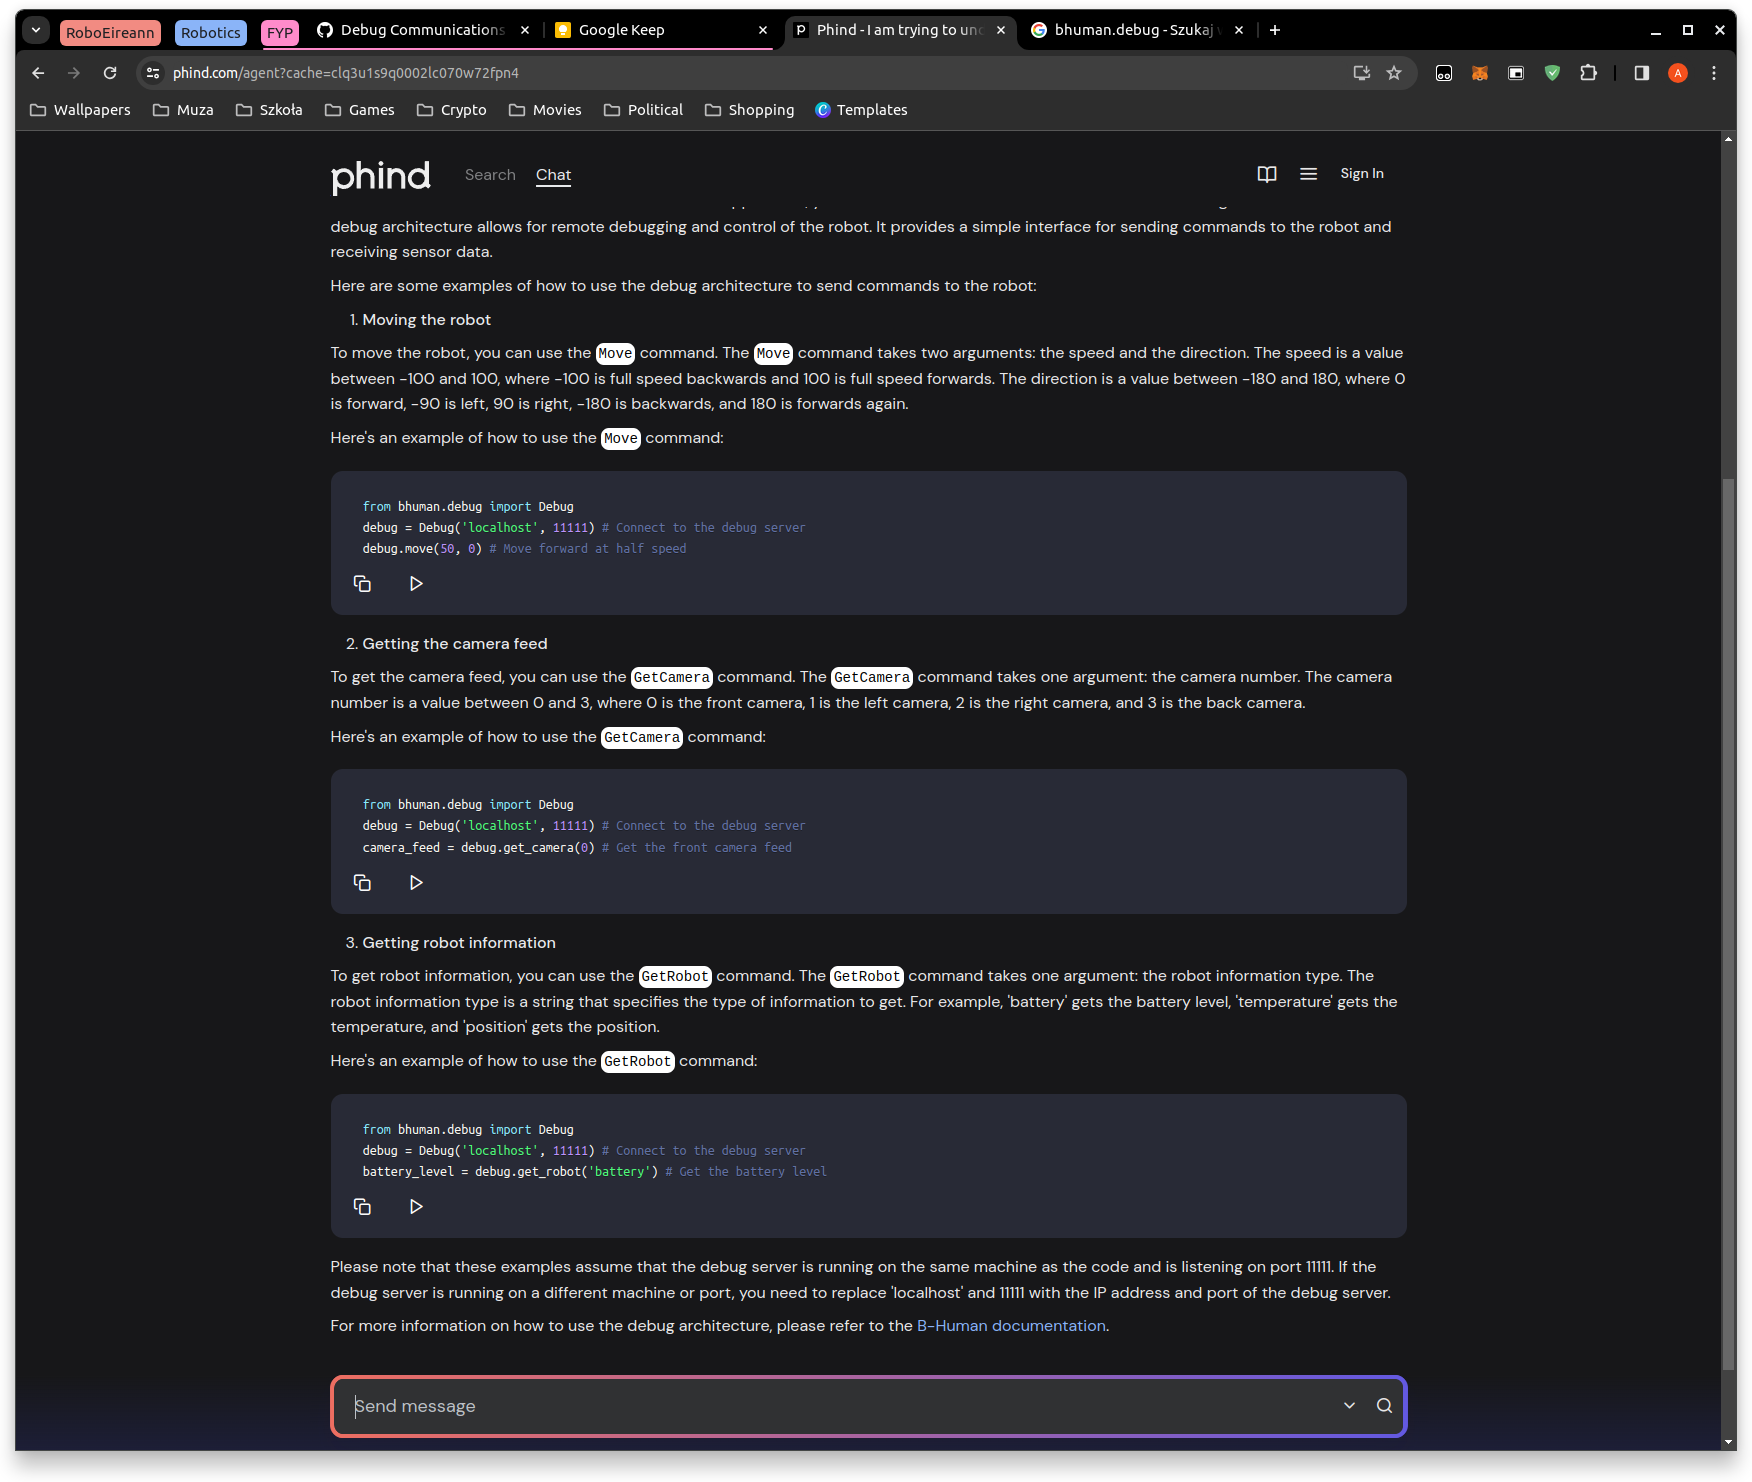 RoboEireann Robotics FYP Debug Communications Google Keep Phind - I am trying to un bhuman.debug - Szukaj
phind.com/agent?cache=clq3u1s9q0002lc070w72fpn4 A
Wallpapers Muza Szkoła Games Crypto Movies Political Shopping Templates
phind Search Chat Sign In
debug architecture allows for remote debugging and control of the robot. It provides a simple interface for sending commands to the robot and
receiving sensor data.
Here are some examples of how to use the debug architecture to send commands to the robot:
1. Moving the robot
To move the robot, you can use the Move command. The Move command takes two arguments: the speed and the direction. The speed is a value
between -100 and 100, where -100 is full speed backwards and 100 is full speed forwards. The direction is a value between -180 and 180, where 0
is forward, -90 is left, 90 is right, -180 is backwards, and 180 is forwards again.
Here's an example of how to use the Move command:
from bhuman.debug import Debug
debug = Debug('localhost', 11111) # Connect to the debug server
debug.move(50, 0) # Move forward at half speed
2. Getting the camera feed
To get the camera feed, you can use the GetCamera command. The GetCamera command takes one argument: the camera number. The camera
number is a value between 0 and 3, where 0 is the front camera, 1 is the left camera, 2 is the right camera, and 3 is the back camera.
Here's an example of how to use the GetCamera command:
from bhuman.debug import Debug
debug = Debug('localhost', 11111) # Connect to the debug server
camera_feed = debug.get_camera(0) # Get the front camera feed
3. Getting robot information
To get robot information, you can use the GetRobot command. The GetRobot command takes one argument: the robot information type. The
robot information type is a string that specifies the type of information to get. For example, 'battery' gets the battery level, 'temperature' gets the
temperature, and 'position' gets the position.
Here's an example of how to use the GetRobot command:
from bhuman.debug import Debug
debug = Debug('localhost', 11111) # Connect to the debug server
battery_level = debug.get_robot('battery') # Get the battery level
Please note that these examples assume that the debug server is running on the same machine as the code and is listening on port 11111. If the
debug server is running on a different machine or port, you need to replace 'localhost' and 11111 with the IP address and port of the debug server.
For more information on how to use the debug architecture, please refer to the B-Human documentation.
Send message